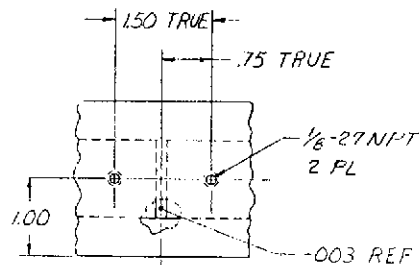 1.50 TRUE
.75 TRUE
1/8-27 NPT
2 PL
1.00
-003 REF